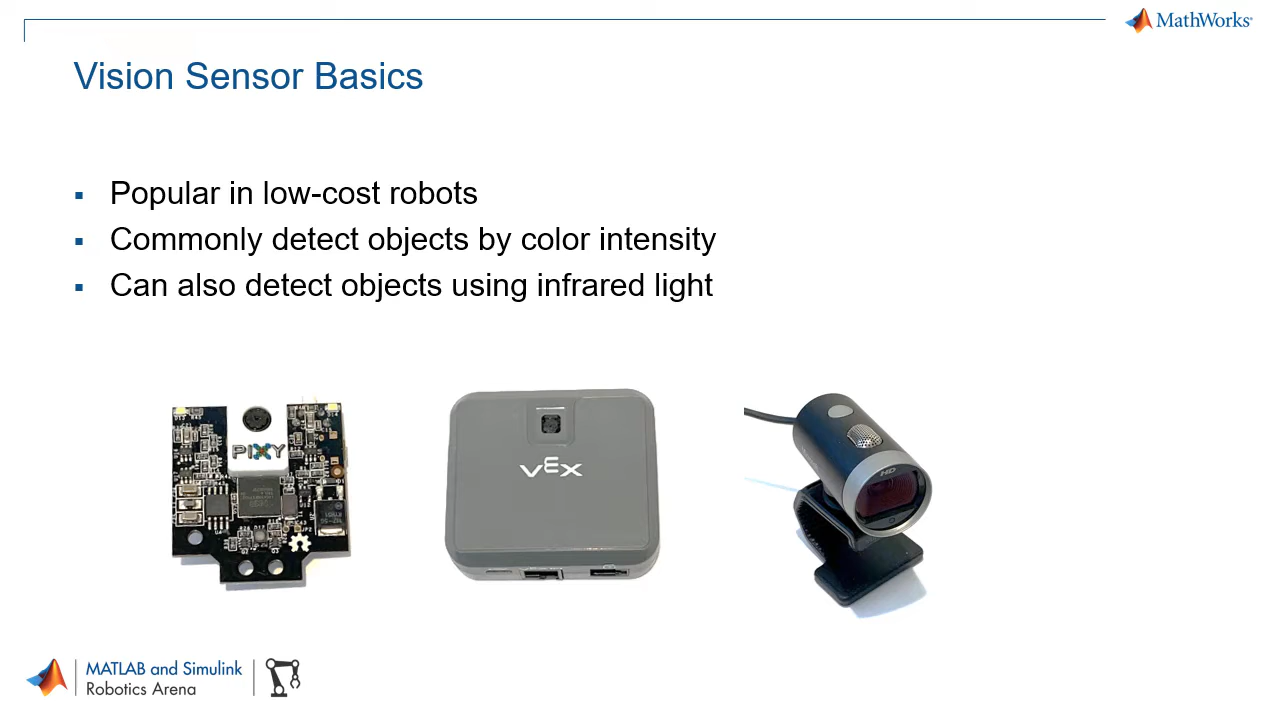 MathWorks
Vision Sensor Basics
Popular in low-cost robots
Commonly detect objects by color intensity
Can also detect objects using infrared light
PIXY
VEX
HD
MATLAB and Simulink
Robotics Arena